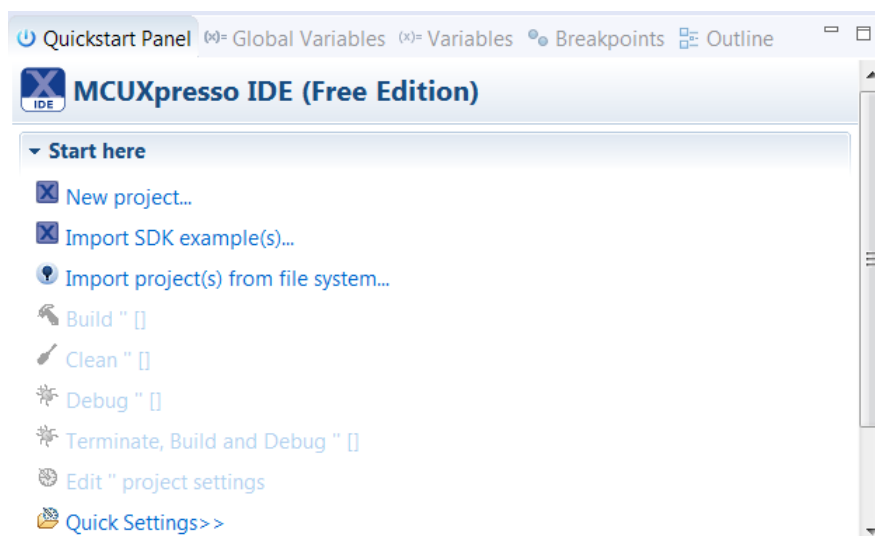 Quickstart Panel (x)= Global Variables (x)= Variables Breakpoints Outline
IDE MCUXpresso IDE (Free Edition)
Start here
New project...
Import SDK example(s)...
Import project(s) from file system...
Build '' []
Clean '' []
Debug '' []
Terminate, Build and Debug '' []
Edit '' project settings
Quick Settings>>